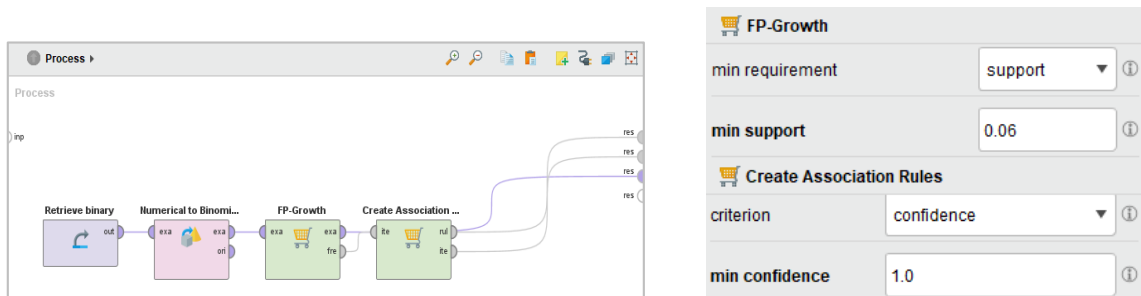 Process
Process
inp
res
res
res
res
Retrieve binary
Numerical to Binomi...
FP-Growth
Create Association ...
out
exa
exa
ori
exa
exa
fre
ite
rul
ite
FP-Growth
min requirement
support
min support
0.06
Create Association Rules
criterion
confidence
min confidence
1.0